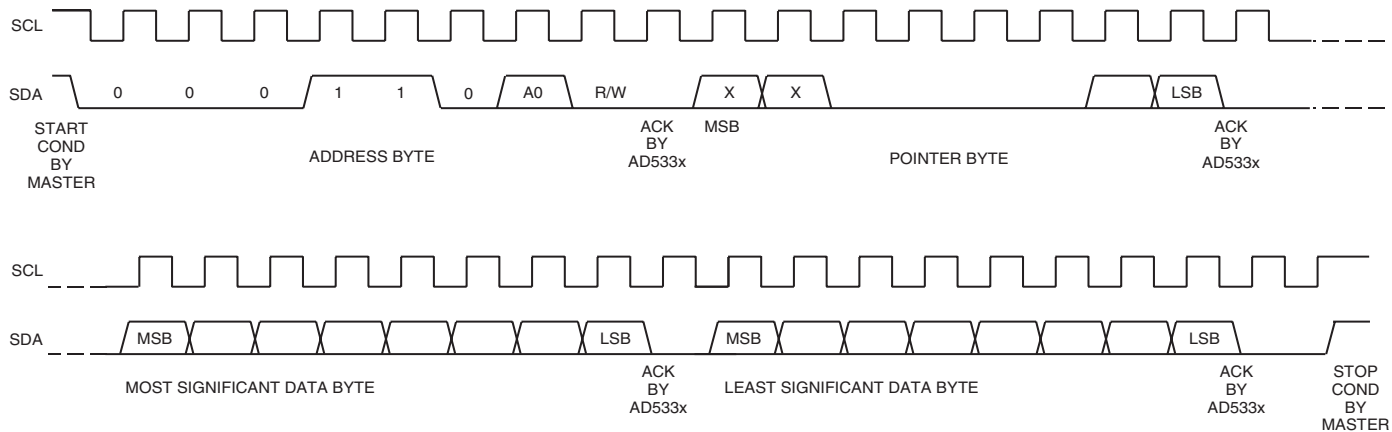 SCL
SDA 0 0 0 1 1 0 A0 R/W X X LSB
START COND BY MASTER
ADDRESS BYTE
ACK BY AD533x
MSB
POINTER BYTE
ACK BY AD533x
SCL
SDA MSB LSB MSB LSB
MOST SIGNIFICANT DATA BYTE
ACK BY AD533x
LEAST SIGNIFICANT DATA BYTE
ACK BY AD533x
STOP COND BY MASTER